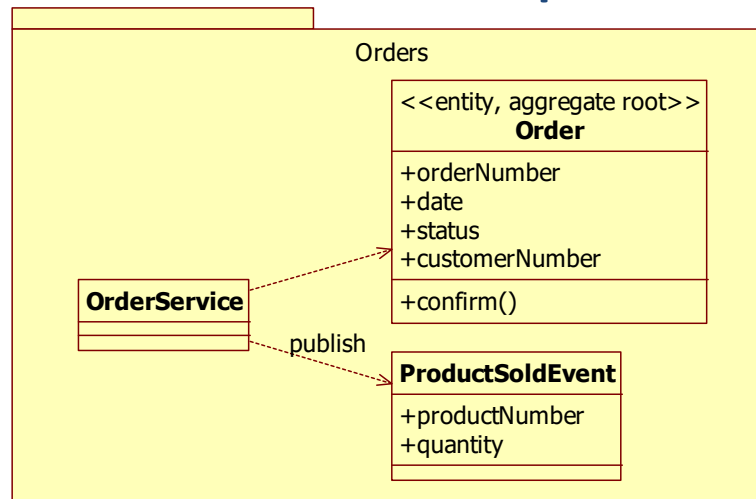 Orders
<<entity, aggregate root>>
Order
+orderNumber
+date
+status
+customerNumber
+confirm()
OrderService
publish
ProductSoldEvent
+productNumber
+quantity